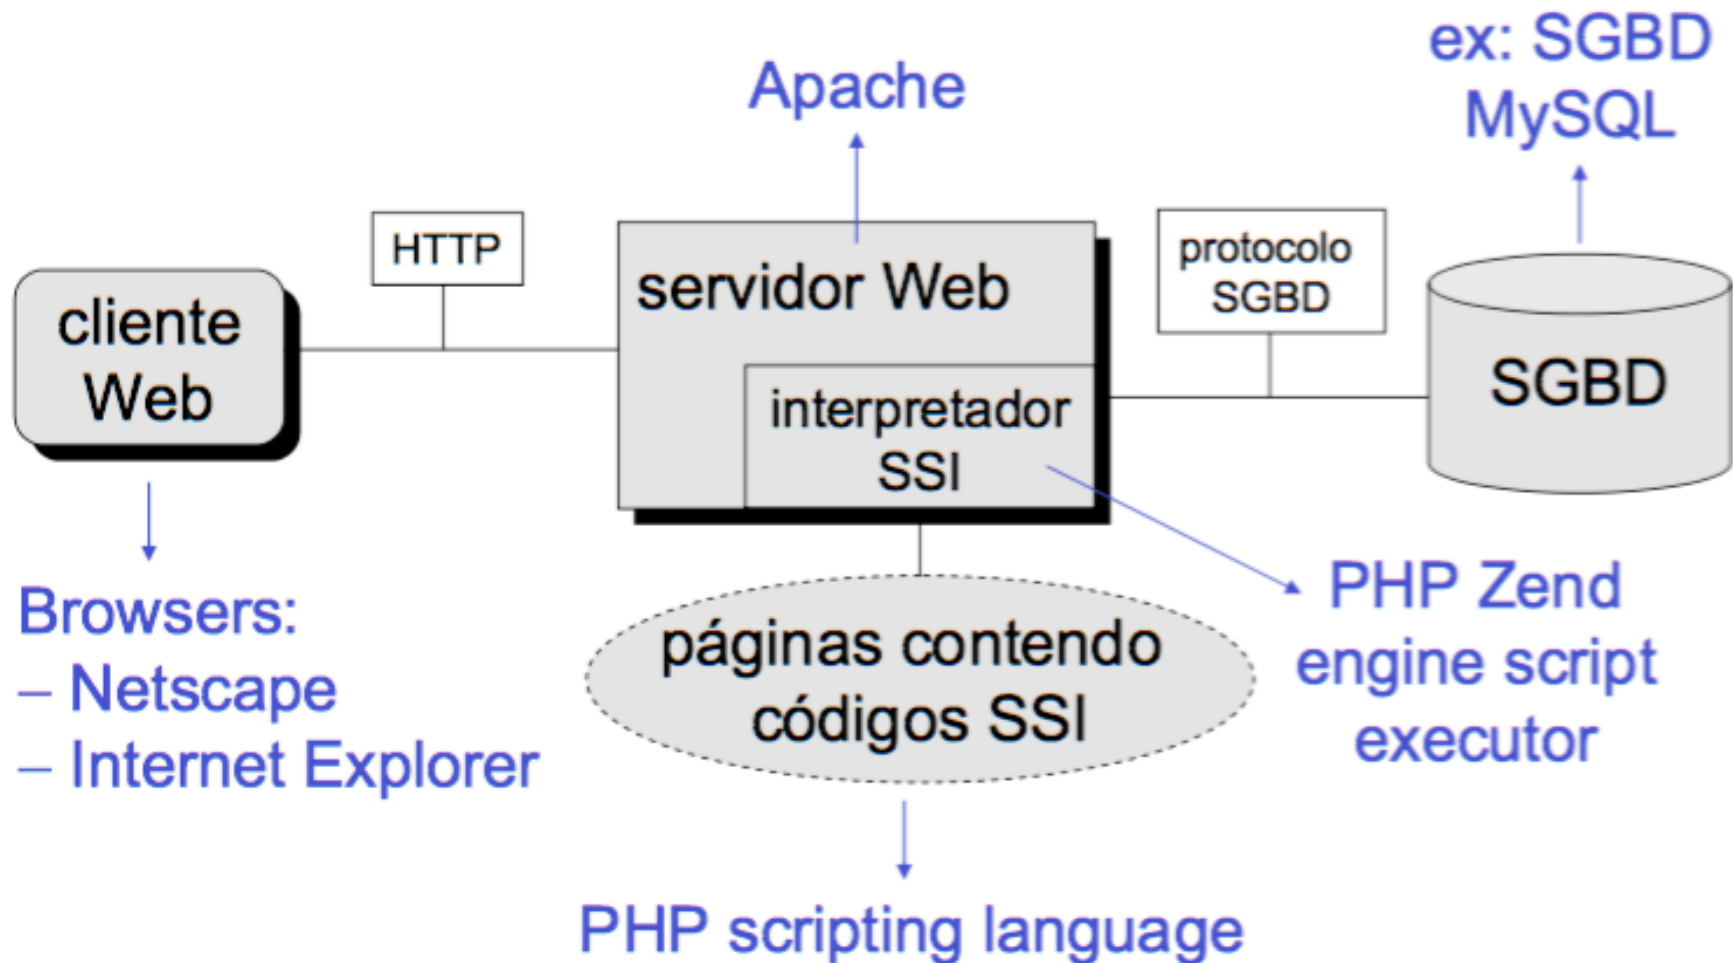 ex: SGBD
MySQL
Apache
HTTP
cliente
Web
servidor Web
interpretador
SSI
protocolo
SGBD
SGBD
Browsers:
– Netscape
– Internet Explorer
páginas contendo
códigos SSI
PHP Zend
engine script
executor
PHP scripting language